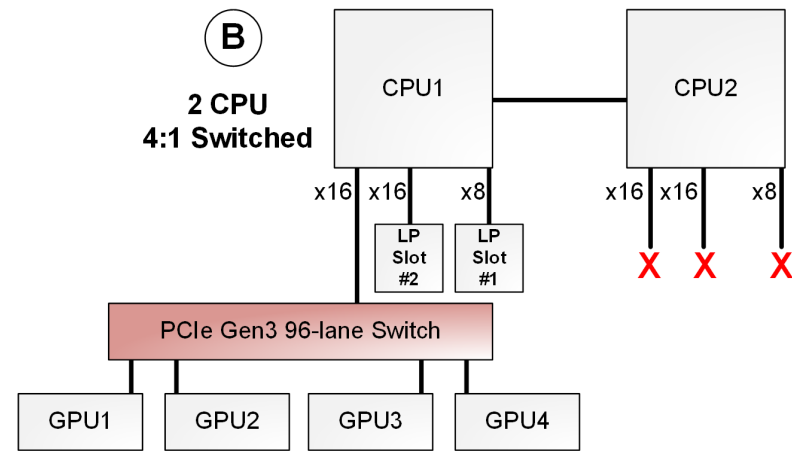 B
2 CPU
4:1 Switched
CPU1
CPU2
x16
x16
x8
x16
x16
x8
LP
Slot
#2
LP
Slot
#1
X
X
X
PCIe Gen3 96-lane Switch
GPU1
GPU2
GPU3
GPU4